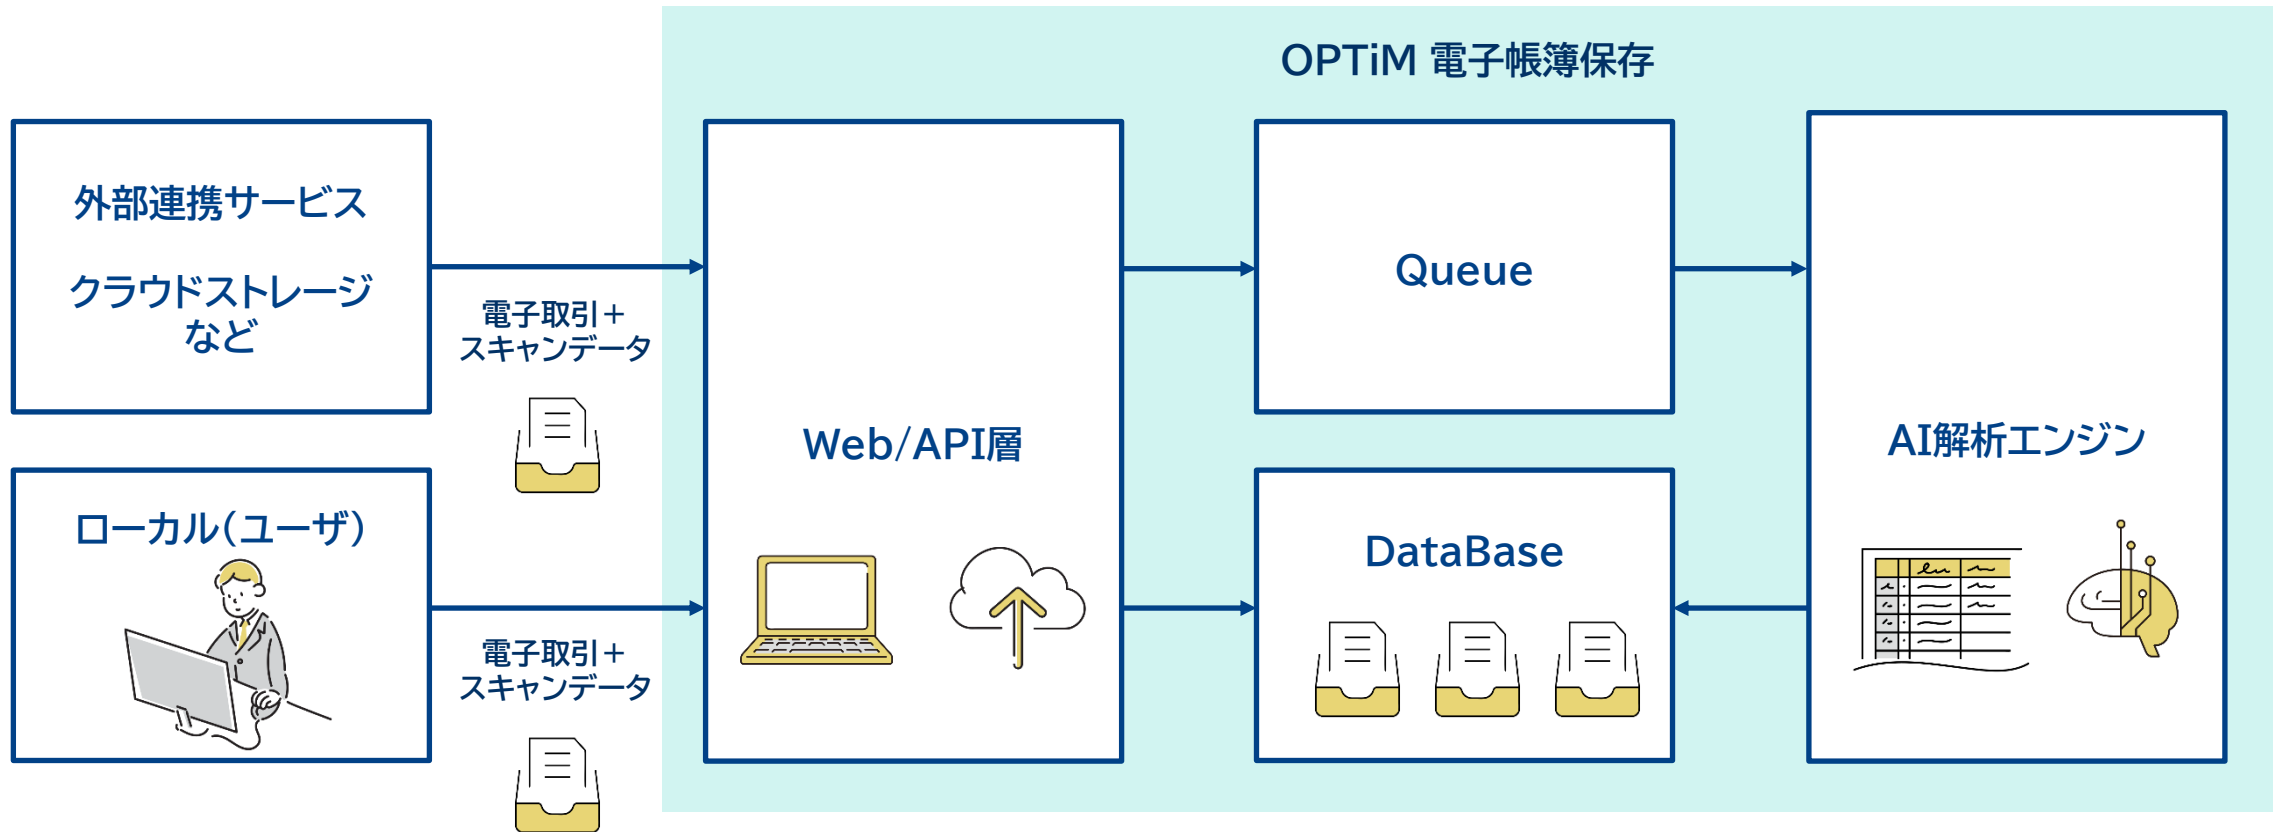 OPTiM 電子帳簿保存
外部連携サービス
クラウドストレージ
など
電子取引＋
スキャンデータ
ローカル(ユーザ)
電子取引＋
スキャンデータ
Web/API層
Queue
DataBase
AI解析エンジン